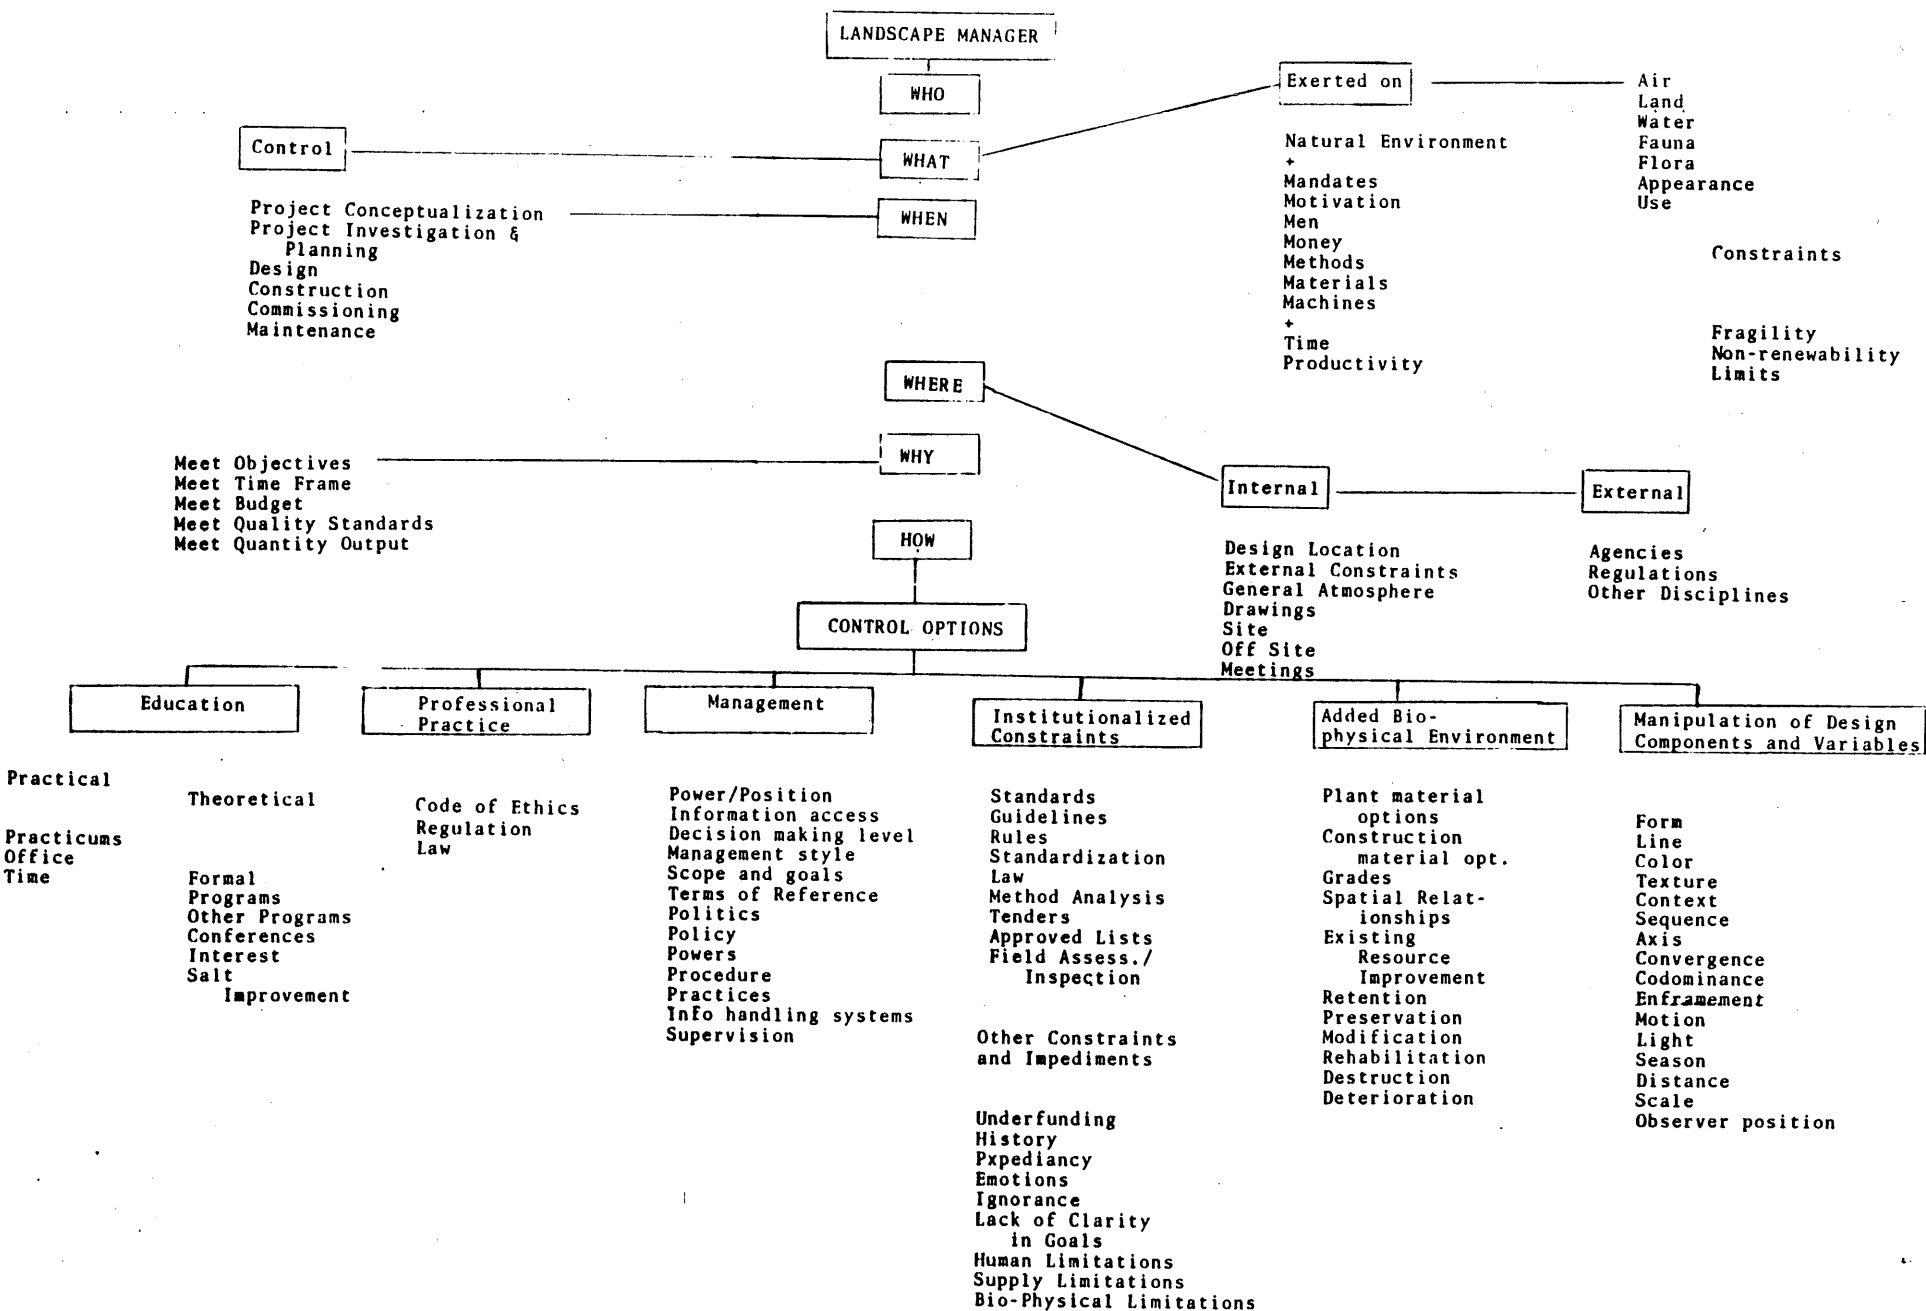 LANDSCAPE MANAGER
WHO
Exerted on
Air
Land
Water
Fauna
Flora
Appearance
Use
Control
WHAT
Natural Environment
+
Mandates
Motivation
Men
Money
Methods
Materials
Machines
+
Time
Productivity
Constraints
Fragility
Non-renewability
Limits
Project Conceptualization
Project Investigation &
Planning
Design
Construction
Commissioning
Maintenance
WHEN
WHERE
WHY
Meet Objectives
Meet Time Frame
Meet Budget
Meet Quality Standards
Meet Quantity Output
Internal
External
Design Location
External Constraints
General Atmosphere
Drawings
Site
Off Site
Meetings
Agencies
Regulations
Other Disciplines
HOW
CONTROL OPTIONS
Education
Practical
Practicums
Office
Time
Theoretical
Formal
Programs
Other Programs
Conferences
Interest
Salt
Improvement
Professional
Practice
Code of Ethics
Regulation
Law
Management
Power/Position
Information access
Decision making level
Management style
Scope and goals
Terms of Reference
Politics
Policy
Powers
Procedure
Practices
Info handling systems
Supervision
Institutionalized
Constraints
Standards
Guidelines
Rules
Standardization
Law
Method Analysis
Tenders
Approved Lists
Field Assess./
Inspection
Other Constraints
and Impediments
Underfunding
History
Pxpediancy
Emotions
Ignorance
Lack of Clarity
in Goals
Human Limitations
Supply Limitations
Bio-Physical Limitations
Added Bio-
physical Environment
Plant material
options
Construction
material opt.
Grades
Spatial Relat-
ionships
Existing
Resource
Improvement
Retention
Preservation
Modification
Rehabilitation
Destruction
Deterioration
Manipulation of Design
Components and Variables
Form
Line
Color
Texture
Context
Sequence
Axis
Convergence
Codominance
Enframement
Motion
Light
Season
Distance
Scale
Observer position